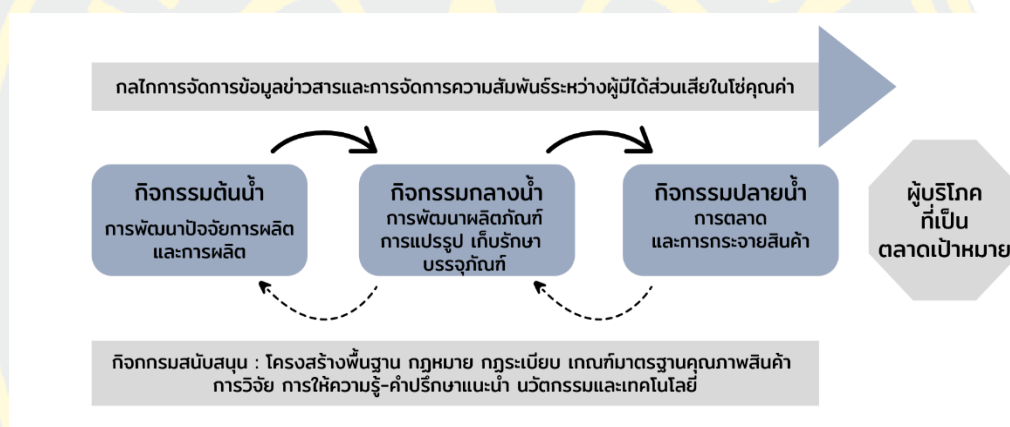 กลไกการจัดการข้อมูลข่าวสารและการจัดการความสัมพันธ์ระหว่างผู้มีได้ส่วนเสียในโซ่คุณค่า
กิจกรรมต้นน้ำ
การพัฒนาปัจจัยการผลิต
และการผลิต
กิจกรรมกลางน้ำ
การพัฒนาผลิตภัณฑ์
การแปรรูป เก็บรักษา
บรรจุภัณฑ์
กิจกรรมปลายน้ำ
การตลาด
และการกระจายสินค้า
ผู้บริโภค
ที่เป็น
ตลาดเป้าหมาย
กิจกกรมสนับสนุน : โครงสร้างพื้นฐาน กฎหมาย กฎระเบียบ เกณฑ์มาตรฐานคุณภาพสินค้า
การวิจัย การให้ความรู้-คำปรึกษาแนะนำ นวัตกรรมและเทคโนโลยี